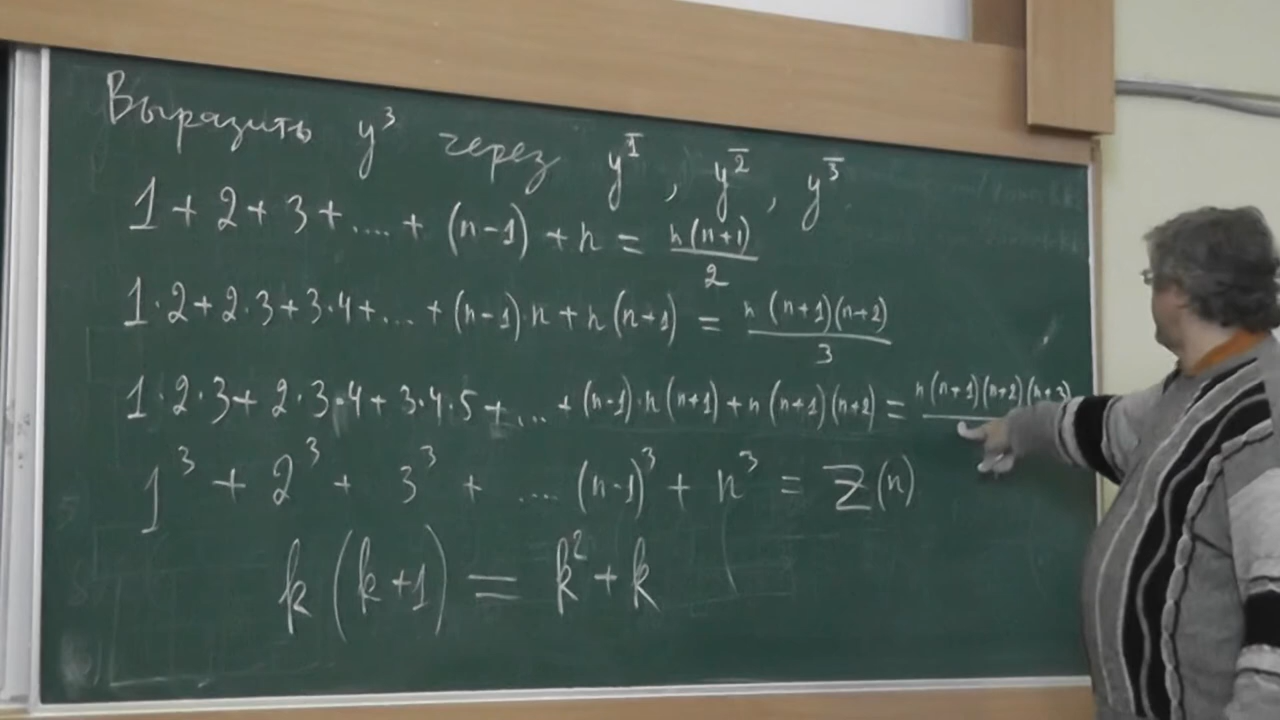 Выразить y³ через y^1̅, y^2̅, y^3̅
1 + 2 + 3 + .... + (n-1) + n = n(n+1)/2
1·2 + 2·3 + 3·4 + ... + (n-1)·n + n(n+1) = n(n+1)(n+2)/3
1·2·3 + 2·3·4 + 3·4·5 + ... + (n-1)·n(n+1) + n(n+1)(n+2) = n(n+1)(n+2)(n+3)
1³ + 2³ + 3³ + ... (n-1)³ + n³ = Z(n)
k(k+1) = k² + k